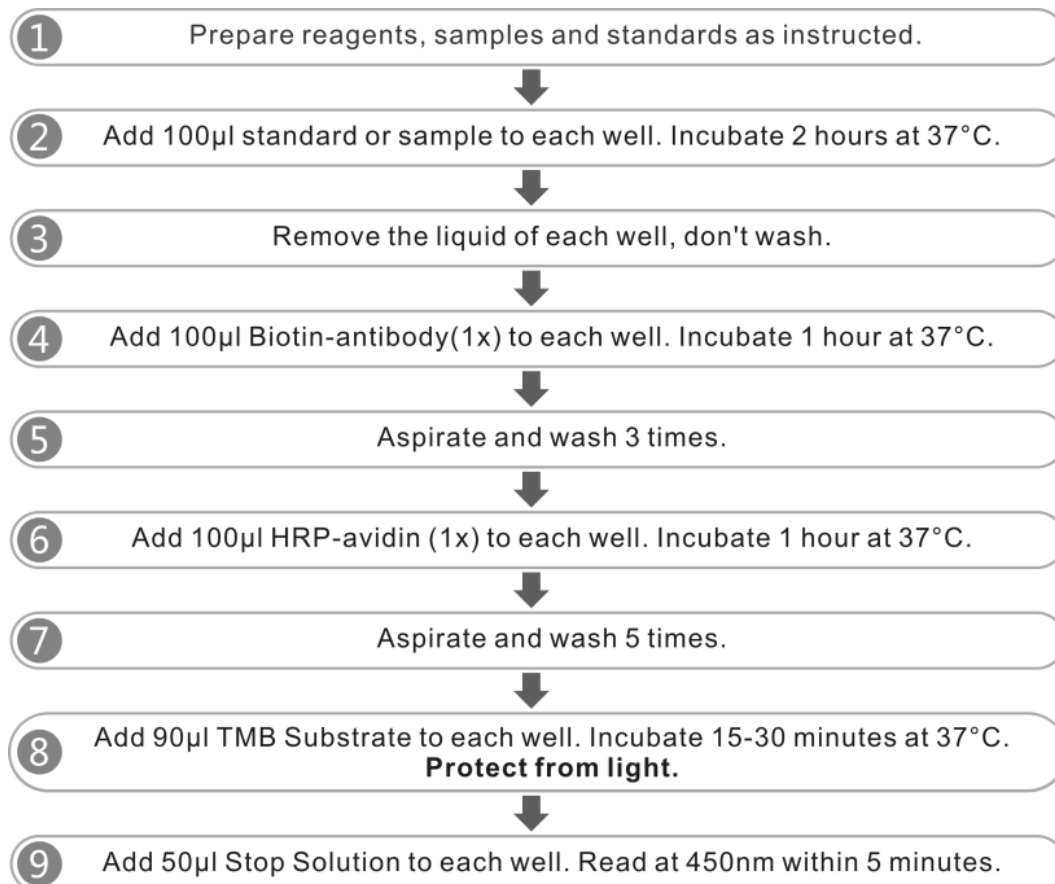 1 Prepare reagents, samples and standards as instructed.
2 Add 100µl standard or sample to each well. Incubate 2 hours at 37°C.
3 Remove the liquid of each well, don't wash.
4 Add 100µl Biotin-antibody(1x) to each well. Incubate 1 hour at 37°C.
5 Aspirate and wash 3 times.
6 Add 100µl HRP-avidin (1x) to each well. Incubate 1 hour at 37°C.
7 Aspirate and wash 5 times.
8 Add 90µl TMB Substrate to each well. Incubate 15-30 minutes at 37°C.
Protect from light.
9 Add 50µl Stop Solution to each well. Read at 450nm within 5 minutes.